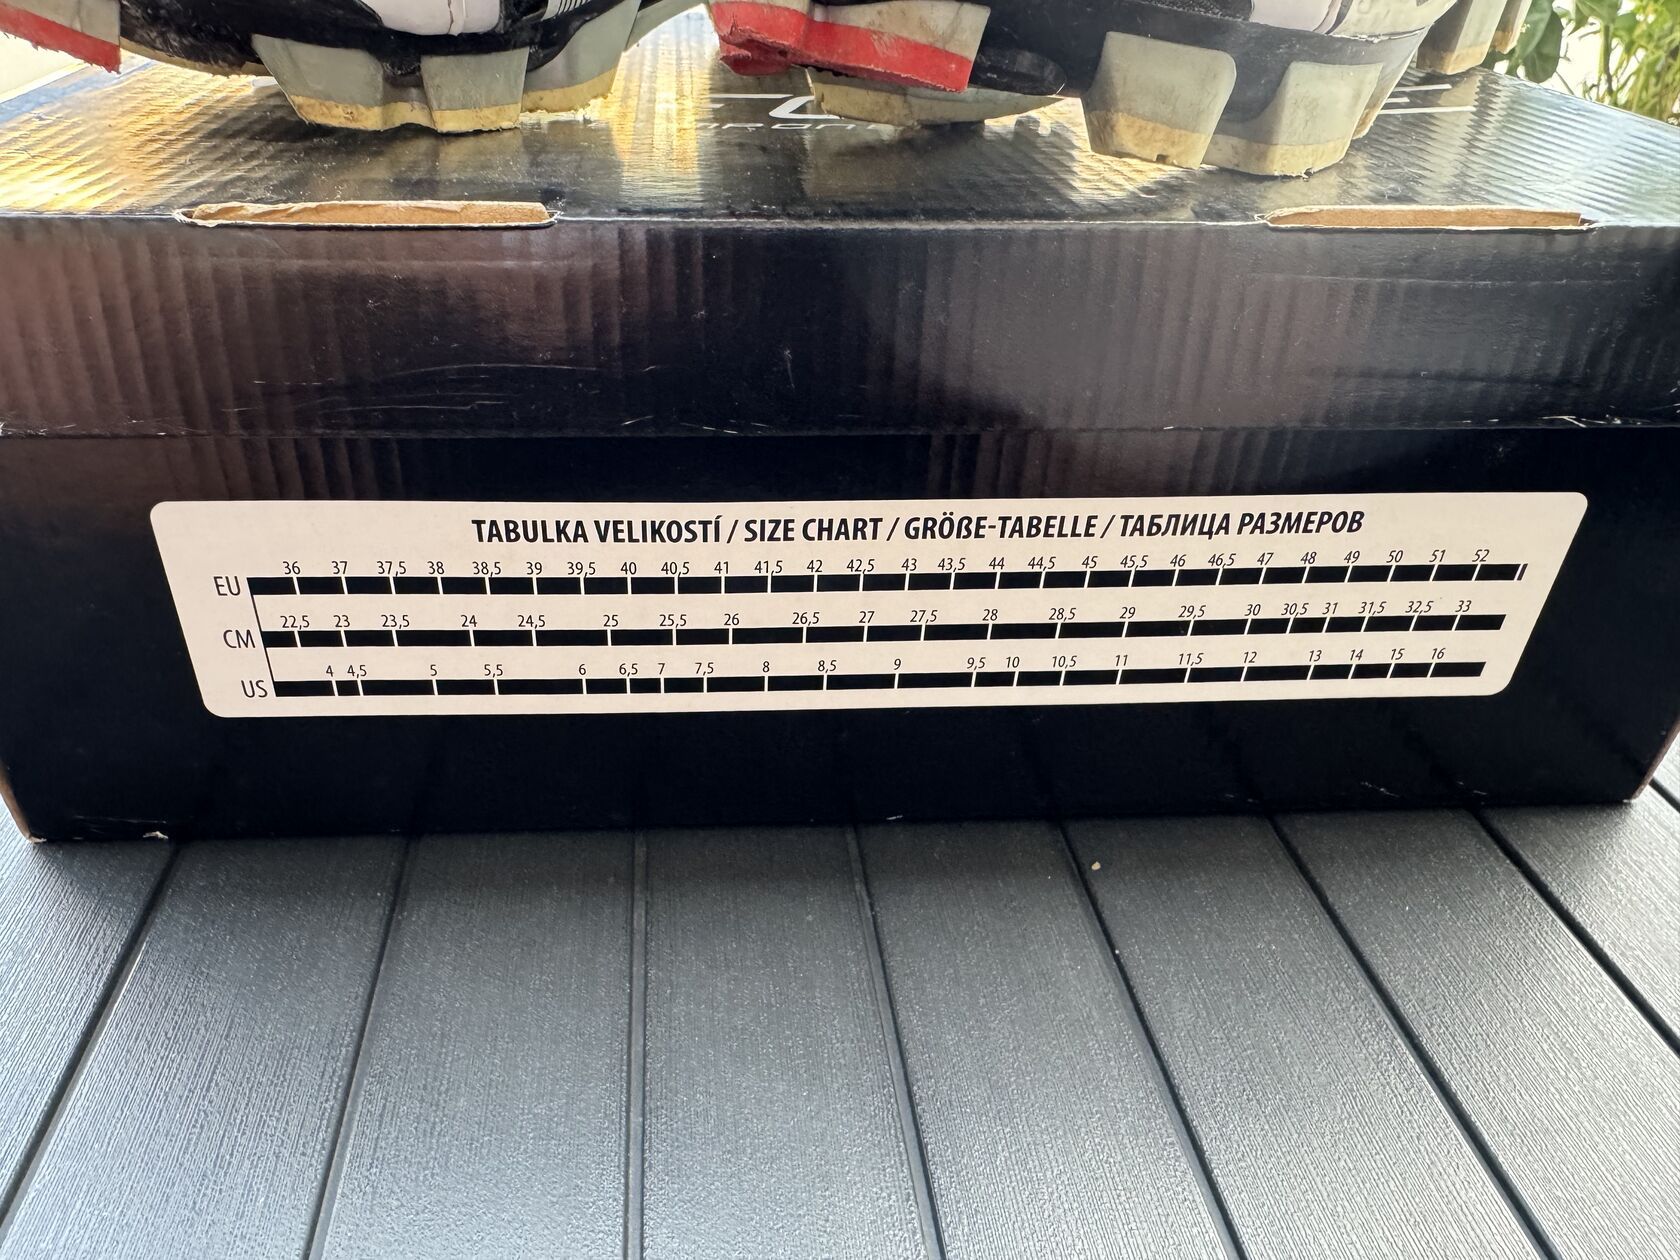 TABULKA VELIKOSTÍ / SIZE CHART / GRÖßE-TABELLE / ТАБЛИЦА РАЗМЕРОВ
EU 36 37 37,5 38 38,5 39 39,5 40 40,5 41 41,5 42 42,5 43 43,5 44 44,5 45 45,5 46 46,5 47 48 49 50 51 52
CM 22,5 23 23,5 24 24,5 25 25,5 26 26,5 27 27,5 28 28,5 29 29,5 30 30,5 31 31,5 32,5 33
US 4 4,5 5 5,5 6 6,5 7 7,5 8 8,5 9 9,5 10 10,5 11 11,5 12 13 14 15 16